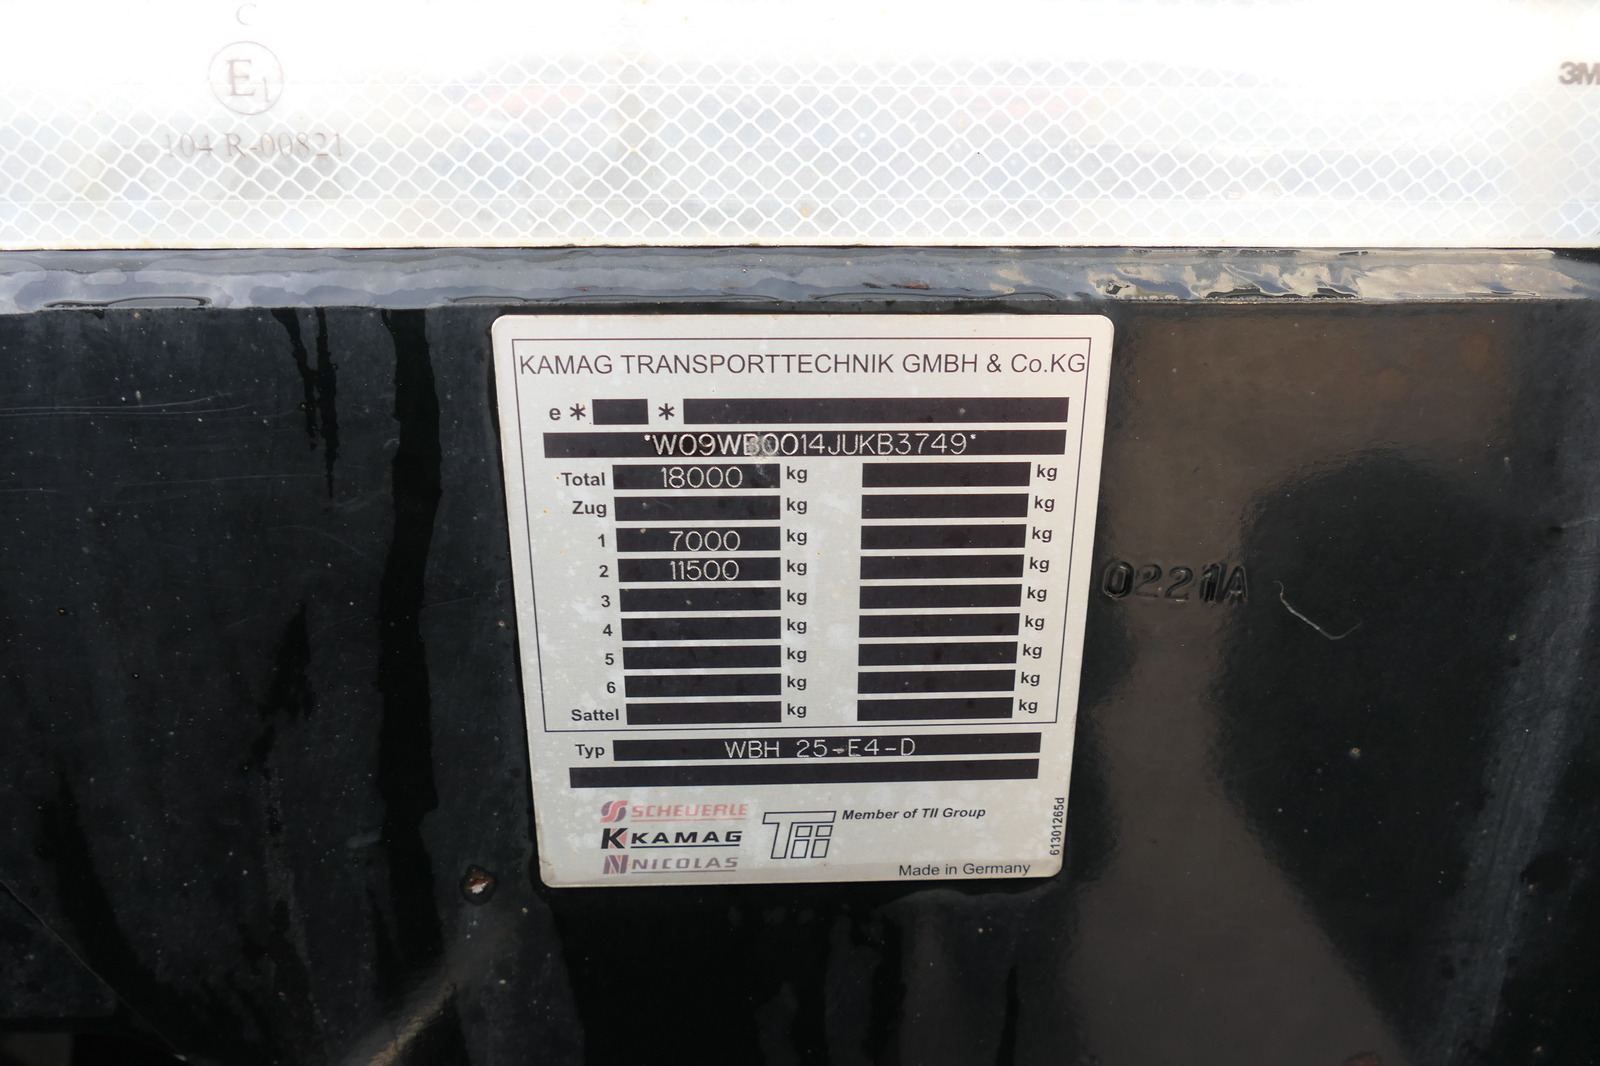 C
E1
104 R-00821
3M
KAMAG TRANSPORTTECHNIK GMBH & Co.KG
e* *
*W09WB0014JUKB3749*
Total 18000 kg kg
Zug kg kg
1 7000 kg kg
2 11500 kg kg
3 kg kg
4 kg kg
5 kg kg
6 kg kg
Sattel kg kg
Typ WBH 25-E4-D
SCHEUERLE
KAMAG
NICOLAS
TII
Member of TII Group
Made in Germany
61301265d
0221A